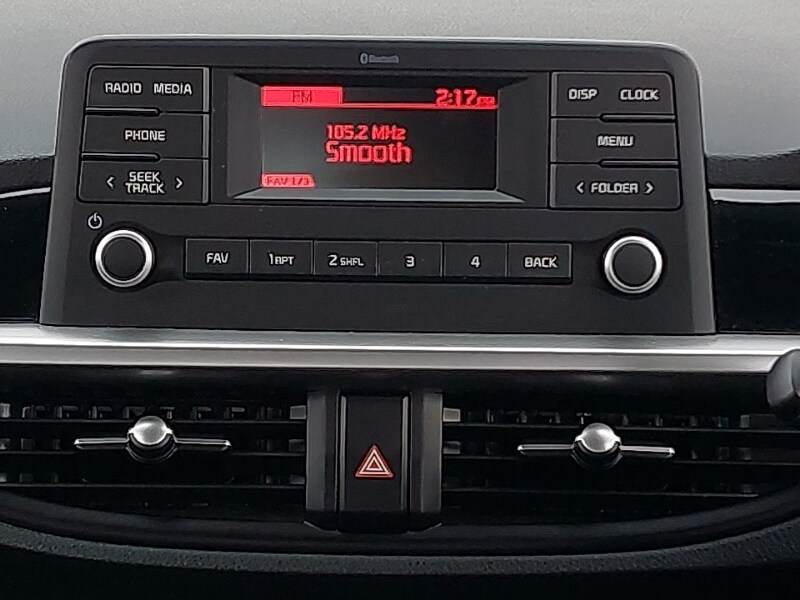 Bluetooth
RADIO MEDIA
PHONE
< SEEK TRACK >
FM 2:17
105.2 MHz
Smooth
FAV 1/3
DISP CLOCK
MENU
< FOLDER >
FAV 1 RPT 2 SHFL 3 4 BACK